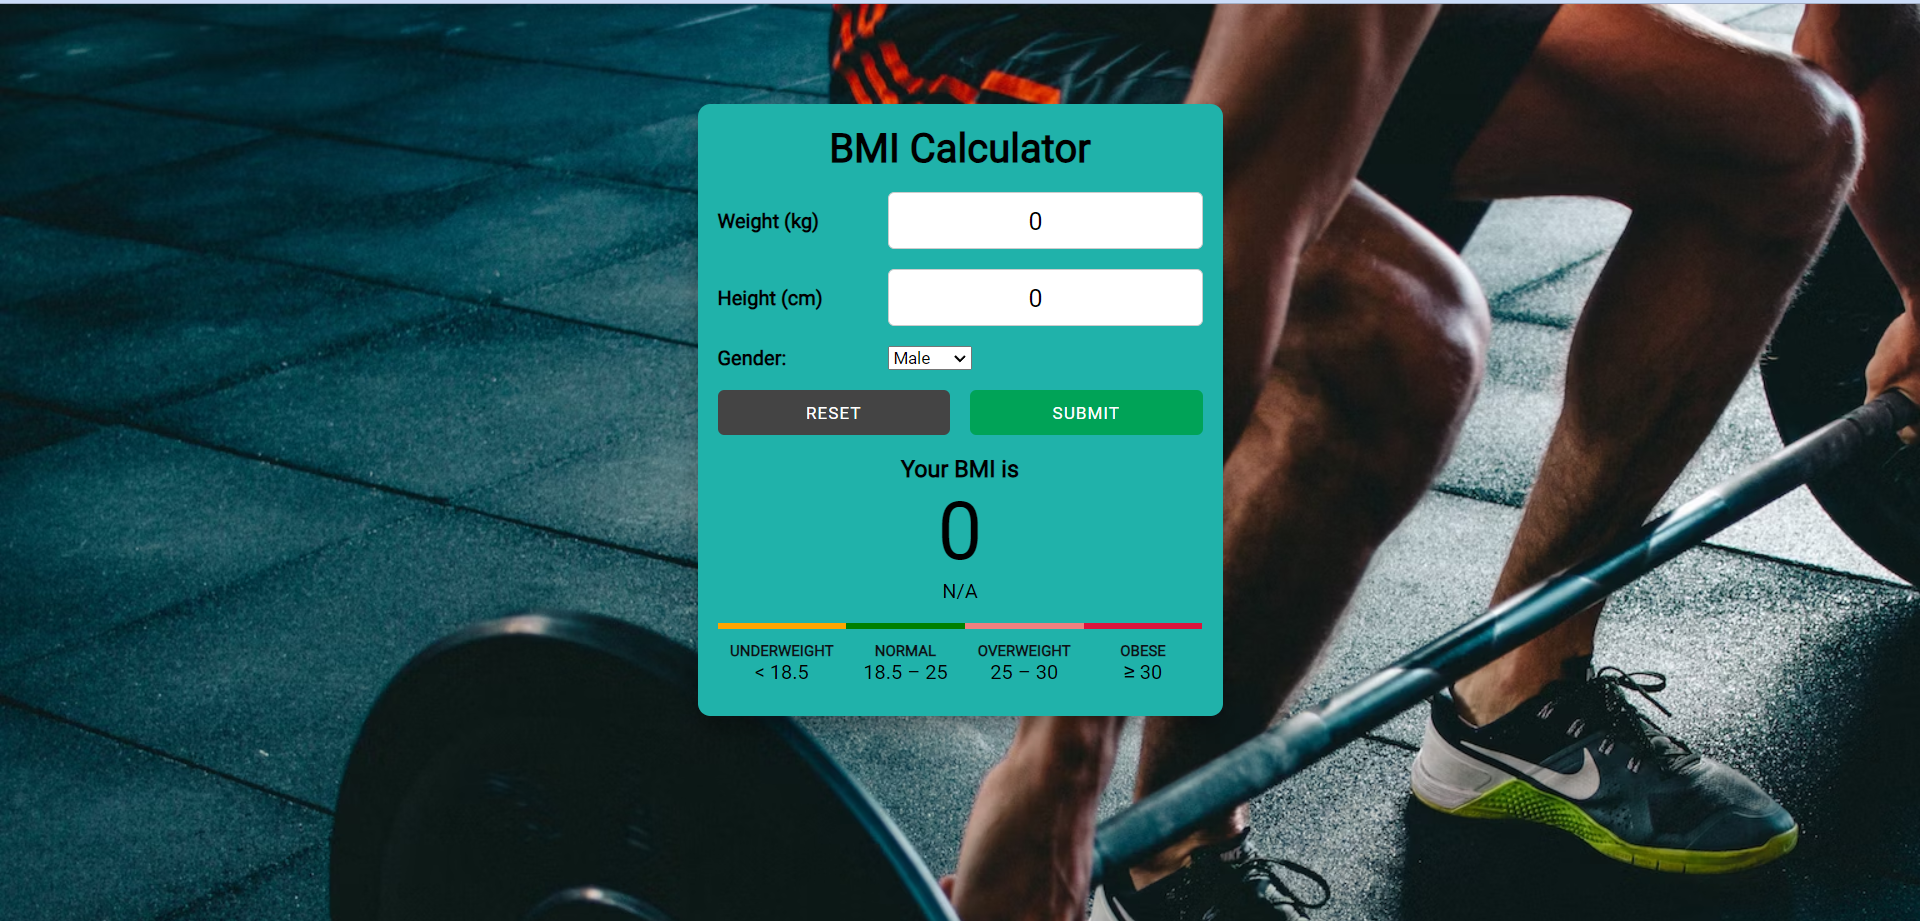 BMI Calculator
Weight (kg) 0
Height (cm) 0
Gender: Male
RESET SUBMIT
Your BMI is
0
N/A
UNDERWEIGHT NORMAL OVERWEIGHT OBESE
< 18.5 18.5 – 25 25 – 30 ≥ 30